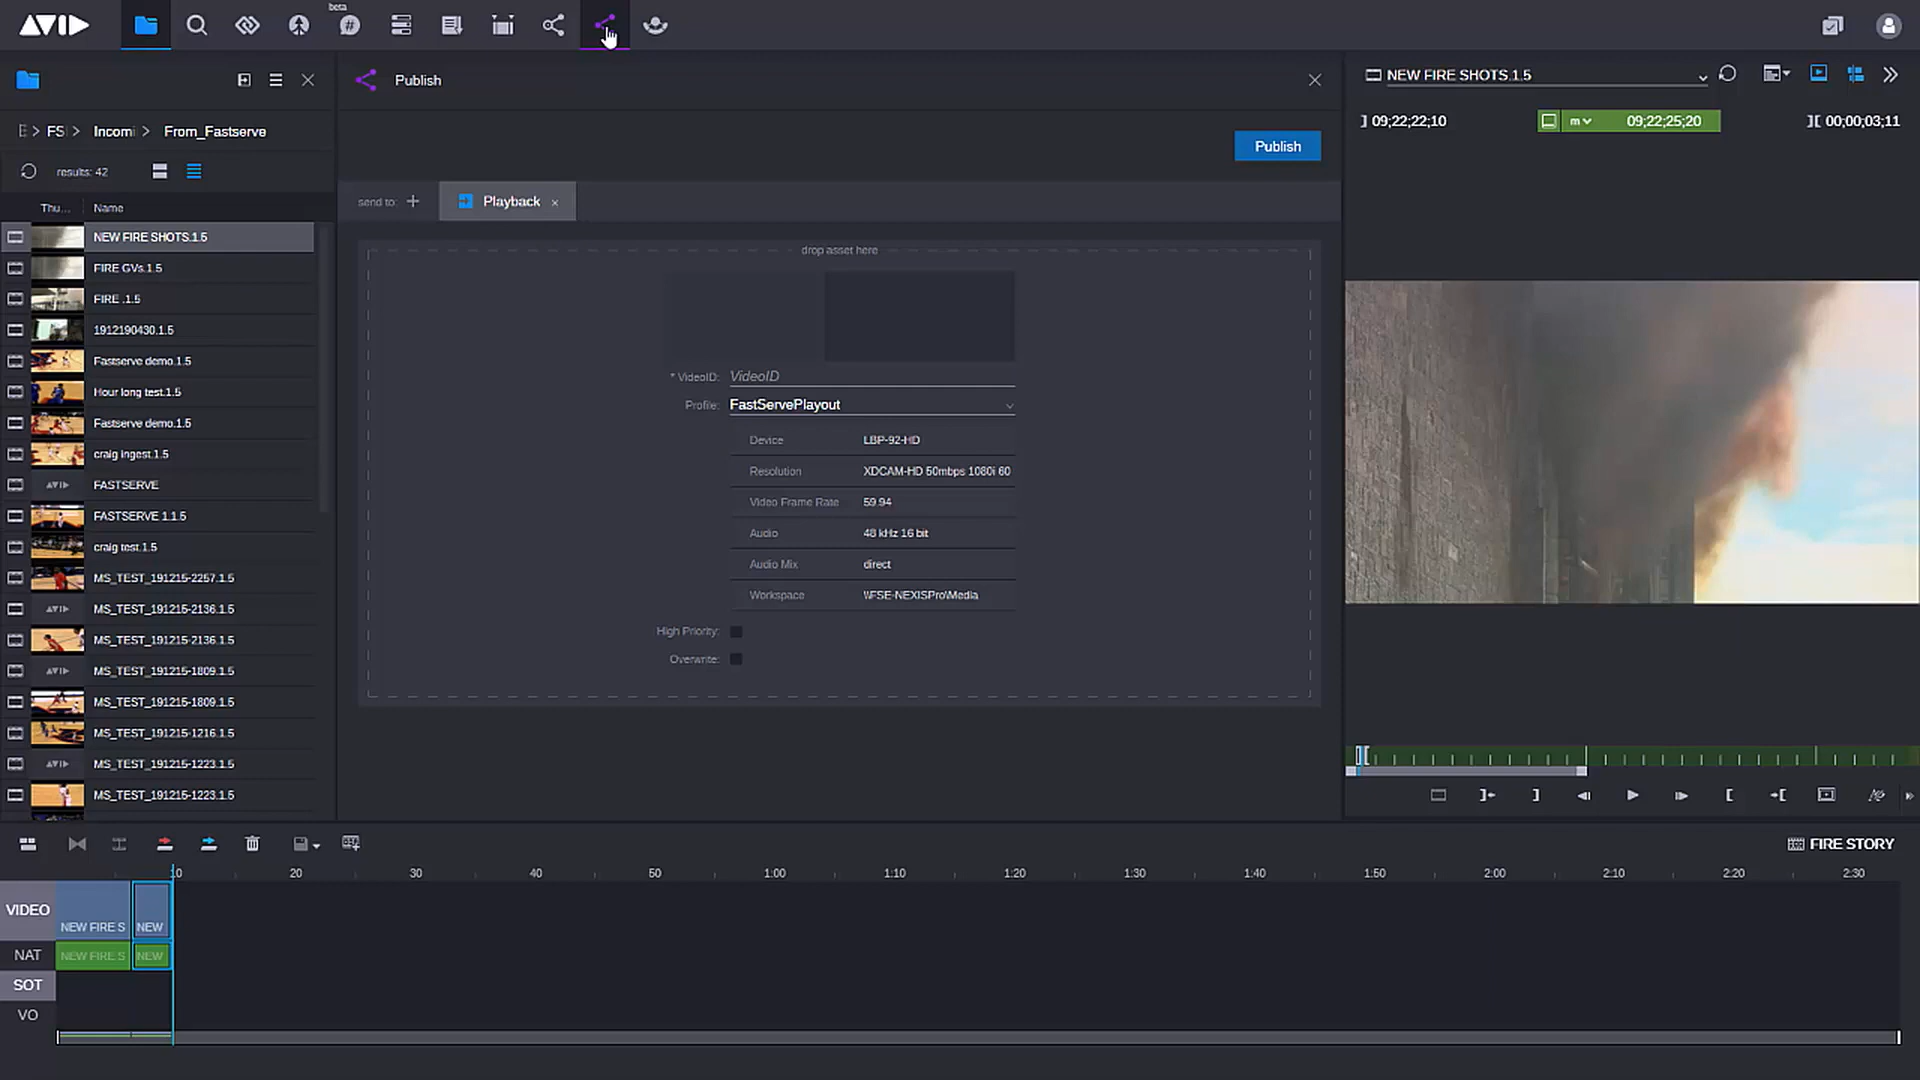 AVID
beta
Publish
NEW FIRE SHOTS.1.5
FS
Incomi
From_Fastserve
09;22;22;10
m
09;22;25;20
00;00;03;11
Publish
results: 42
send to:
Playback
Thu...
Name
NEW FIRE SHOTS.1.5
FIRE GVs.1.5
FIRE .1.5
1912190430.1.5
Fastserve demo.1.5
Hour long test.1.5
Fastserve demo.1.5
craig ingest.1.5
FASTSERVE
FASTSERVE 1.1.5
craig test.1.5
MS_TEST_191215-2257.1.5
MS_TEST_191215-2136.1.5
MS_TEST_191215-2136.1.5
MS_TEST_191215-1809.1.5
MS_TEST_191215-1809.1.5
MS_TEST_191215-1216.1.5
MS_TEST_191215-1223.1.5
MS_TEST_191215-1223.1.5
drop asset here
* VideoID: VideoID
Profile: FastServePlayout
Device LBP-92-HD
Resolution XDCAM-HD 50mbps 1080i 60
Video Frame Rate 59.94
Audio 48 kHz 16 bit
Audio Mix direct
Workspace \\FSE-NEXISPro\Media
High Priority:
Overwrite:
FIRE STORY
10 20 30 40 50 1:00 1:10 1:20 1:30 1:40 1:50 2:00 2:10 2:20 2:30
VIDEO
NEW FIRE S NEW
NAT
NEW FIRE S NEW
SOT
VO